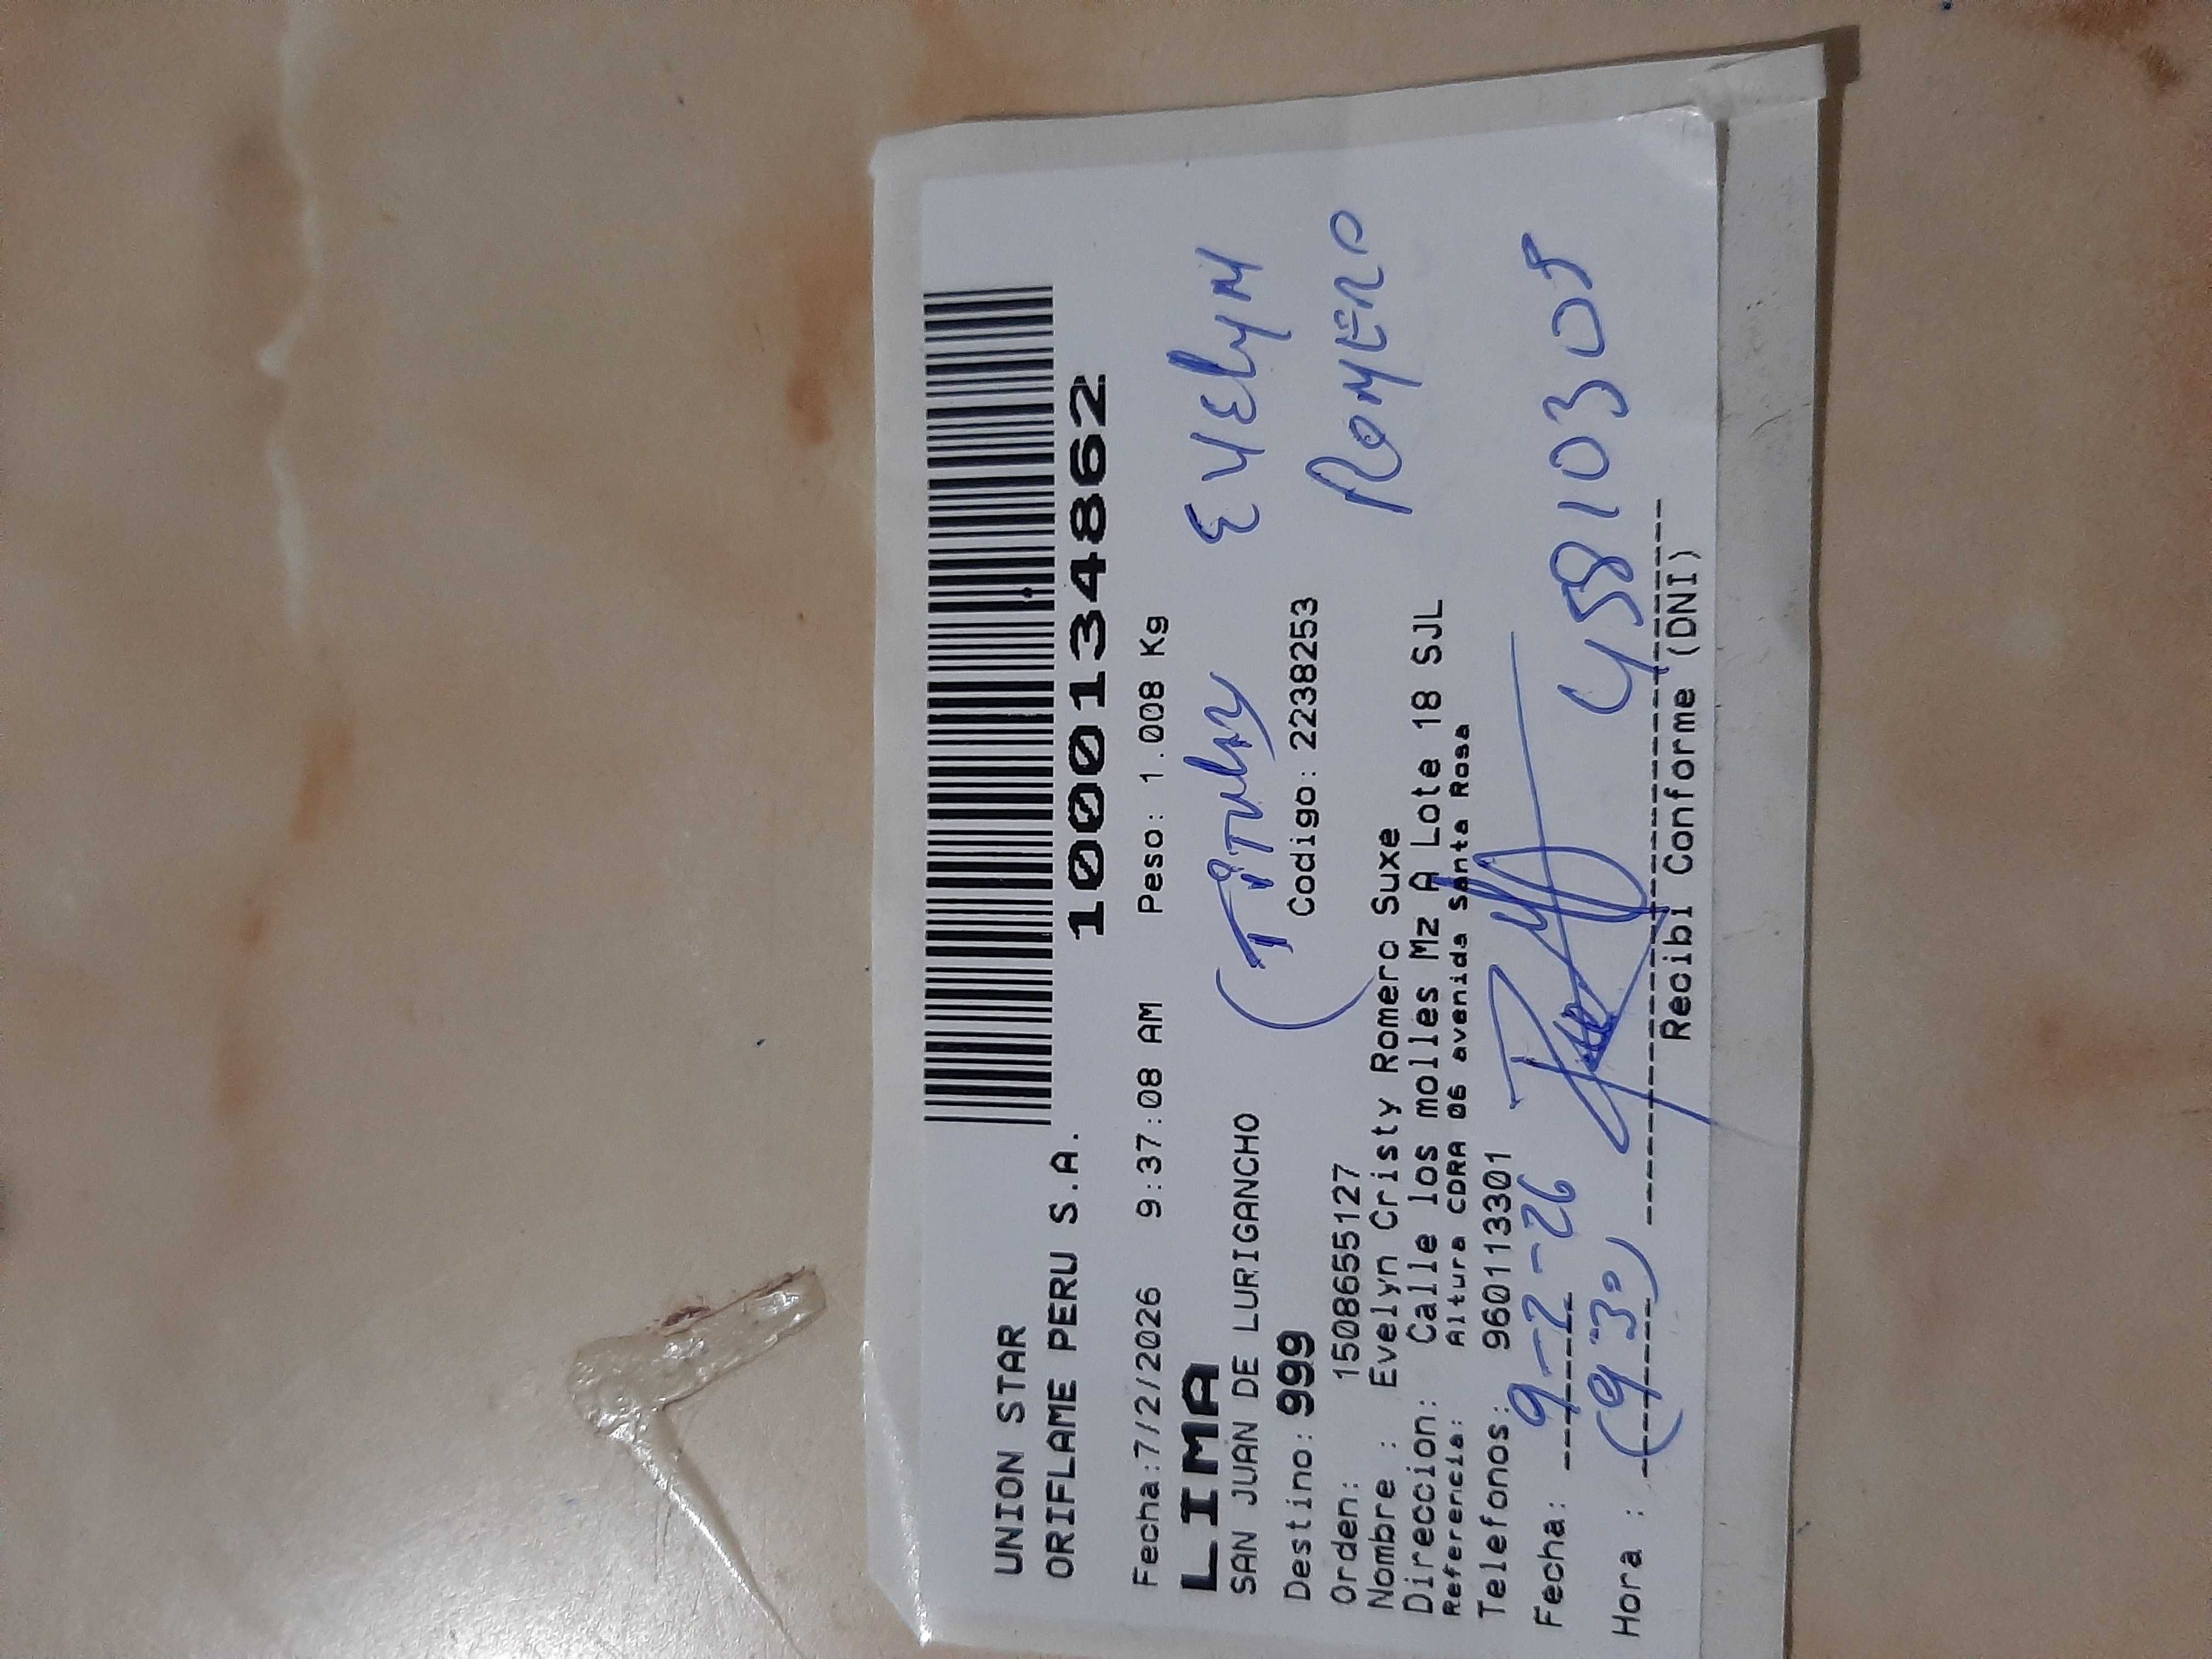 UNION STAR
ORIFLAME PERU S.A.
10001134862
Fecha:7/2/2026 9:37:08 AM Peso: 1.008 Kg
LIMA
SAN JUAN DE LURIGANCHO
(Titular EVElyn
Destino: 999 Codigo: 2238253
ROMERO
Orden: 1508655127
Nombre : Evelyn Cristy Romero Suxe
Direccion: Calle los molles Mz A Lote 18 SJL
Referencia: Altura CDRA 06 avenida Santa Rosa
Telefonos: 960113301
Fecha: 9-2-26
Hora : (9:30)
Recibi Conforme (DNI)